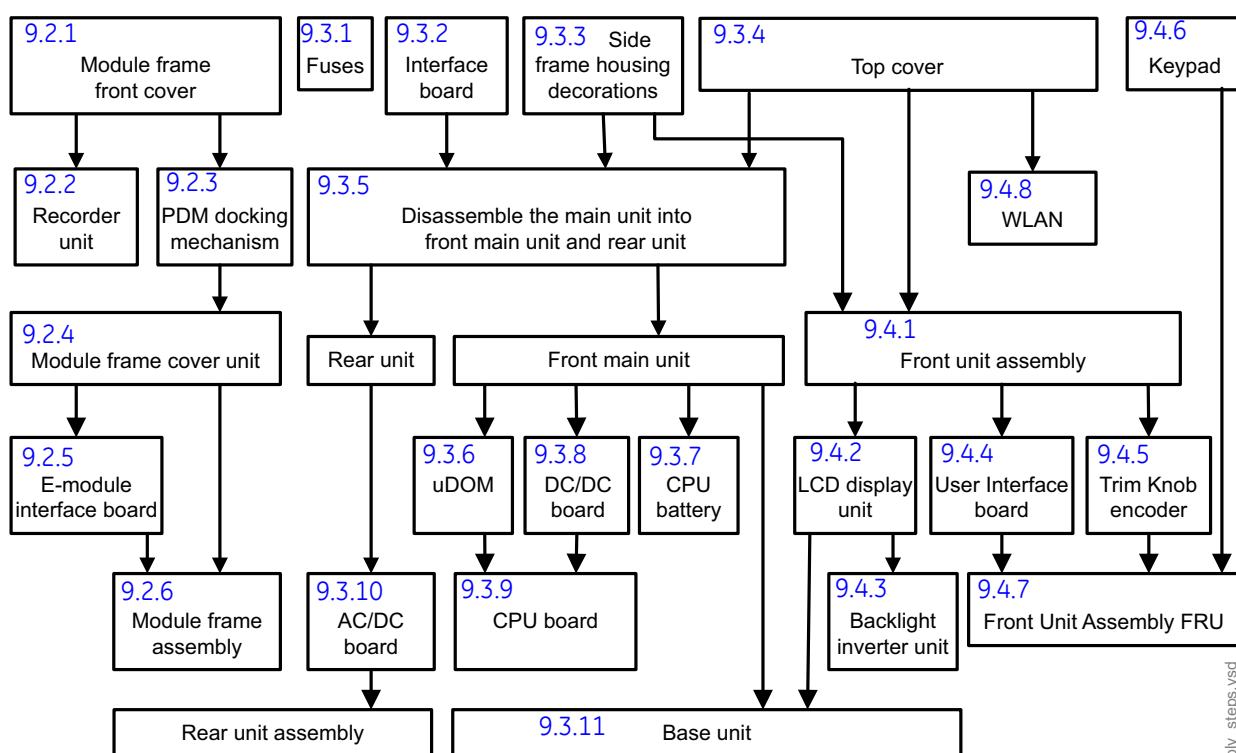 9.2.1
Module frame
front cover
9.3.1
Fuses
9.3.2
Interface
board
9.3.3 Side
frame housing
decorations
9.3.4
Top cover
9.4.6
Keypad
9.2.2
Recorder
unit
9.2.3
PDM docking
mechanism
9.3.5
Disassemble the main unit into
front main unit and rear unit
9.4.8
WLAN
9.2.4
Module frame cover unit
Rear unit
Front main unit
9.4.1
Front unit assembly
9.2.5
E-module
interface board
9.3.6
uDOM
9.3.8
DC/DC
board
9.3.7
CPU
battery
9.4.2
LCD display
unit
9.4.4
User Interface
board
9.4.5
Trim Knob
encoder
9.2.6
Module frame
assembly
9.3.10
AC/DC
board
9.3.9
CPU board
9.4.3
Backlight
inverter unit
9.4.7
Front Unit Assembly FRU
Rear unit assembly
9.3.11 Base unit